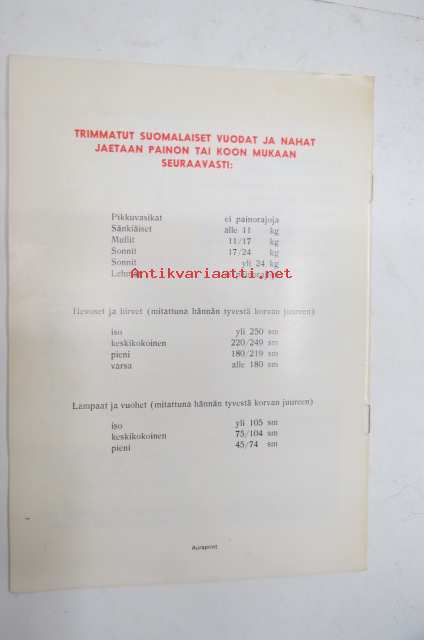 TRIMMATUT SUOMALAISET VUODAT JA NAHAT
JAETAAN PAINON TAI KOON MUKAAN
SEURAAVASTI:
Pikkuvasikat ei painorajoja
Sänkiäiset alle 11 kg
Mullit 11/17 kg
Sonnit 17/24 kg
Sonnit yli 24 kg
Antikvariaatti.net
Hevoset ja hirvet (mitattuna hännän tyvestä korvan juureen)
iso yli 250 sm
keskikokoinen 220/249 sm
pieni 180/219 sm
varsa alle 180 sm
Lampaat ja vuohet (mitattuna hännän tyvestä korvan juureen)
iso yli 105 sm
keskikokoinen 75/104 sm
pieni 45/74 sm
Auraprint